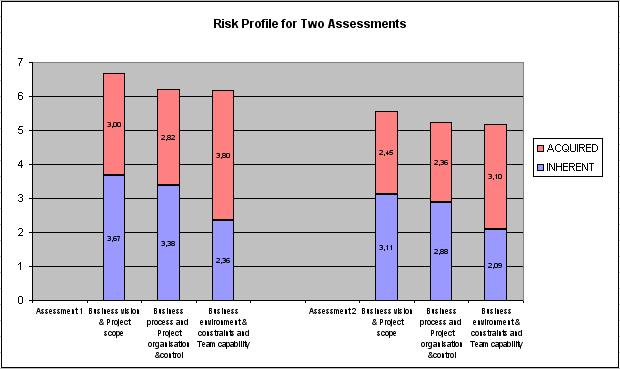 Risk Profile for Two Assessments
7
6
5
4
3
2
1
0
3,00
3,67
2,82
3,38
3,80
2,36
2,45
3,11
2,36
2,88
3,10
2,09
ACQUIRED
INHERENT
Assessment 1
Business vision
& Project
scope
Business
process and
Project
organisation
&control
Business
environment &
constraints and
Team capability
Assessment 2
Business vision
& Project
scope
Business
process and
Project
organisation
&control
Business
environment &
constraints and
Team capability